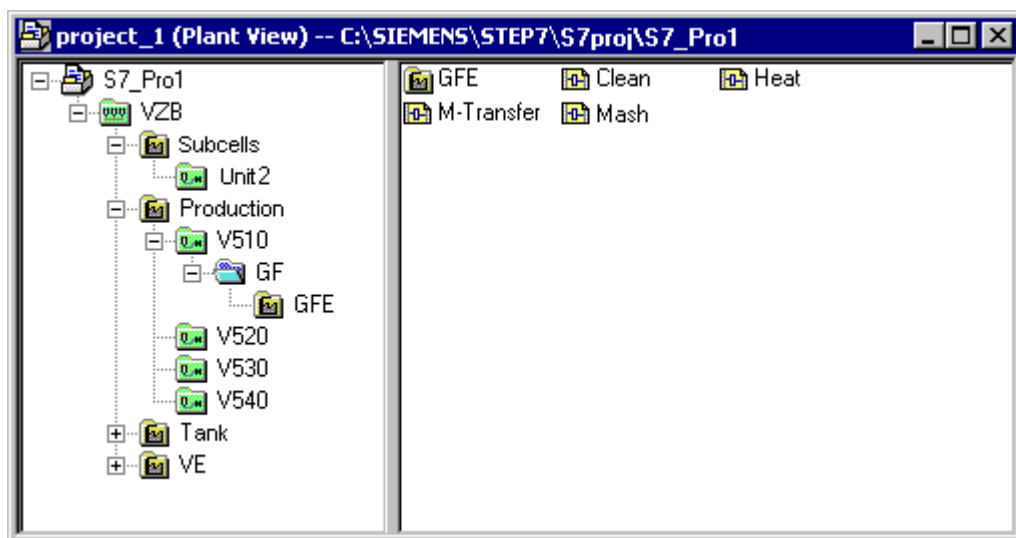 project_1 (Plant View) -- C:\SIEMENS\STEP7\S7proj\S7_Pro1
S7_Pro1
VZB
Subcells
Unit2
Production
V510
GF
GFE
V520
V530
V540
Tank
VE
GFE Clean Heat
M-Transfer Mash